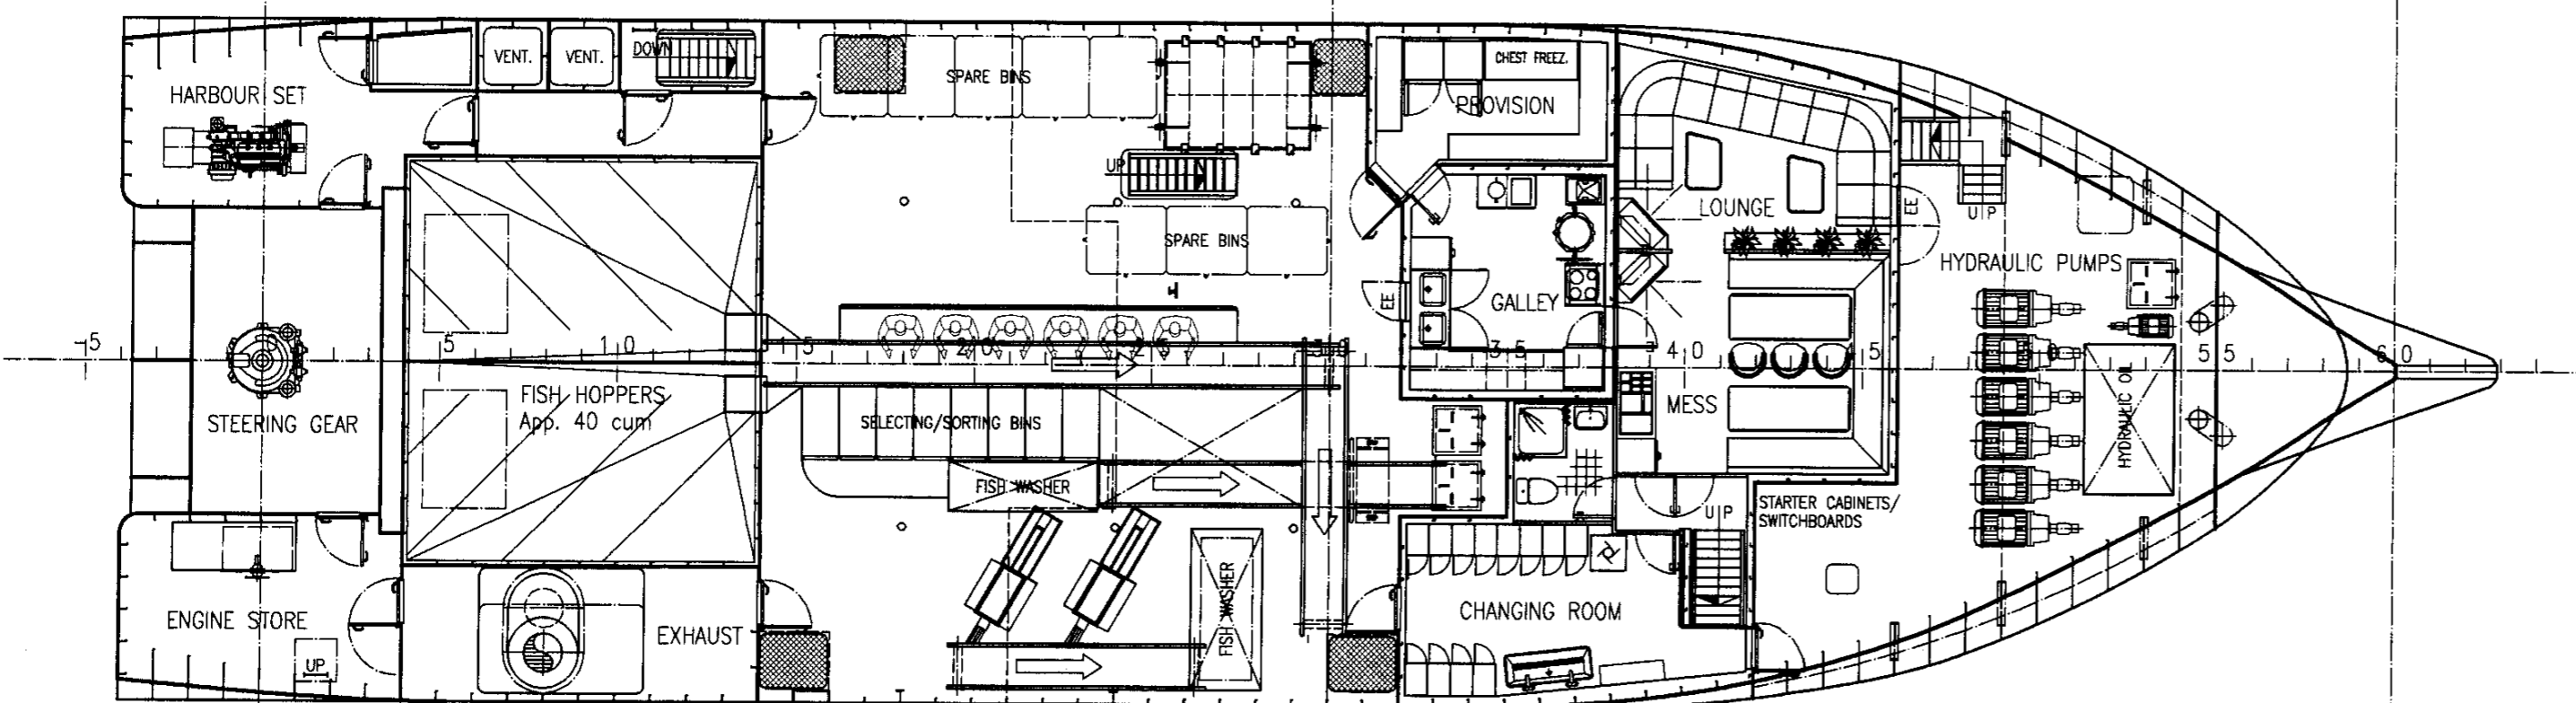 HARBOUR SET
VENT.
VENT.
DOWN
SPARE BINS
UP
SPARE BINS
CHEST FREEZ.
PROVISION
LOUNGE
EE
UP
HYDRAULIC PUMPS
GALLEY
EE
-5
5
10
15
20
25
35
40
45
55
60
STEERING GEAR
FISH HOPPERS
App. 40 cum
SELECTING/SORTING BINS
FISH WASHER
MESS
HYDRAULIC OIL
STARTER CABINETS/
SWITCHBOARDS
UP
ENGINE STORE
UP
EXHAUST
FISH WASHER
CHANGING ROOM